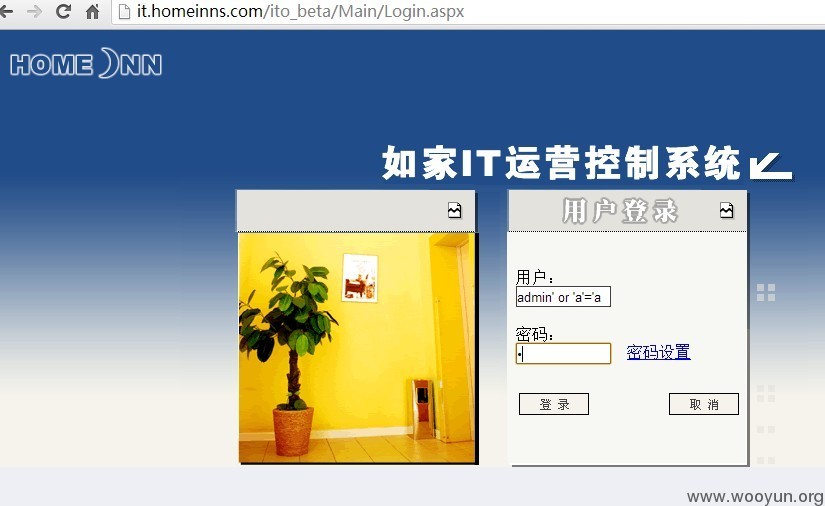 it.homeinns.com/ito_beta/Main/Login.aspx
HOME INN
如家IT运营控制系统
用户登录
用户：
admin' or 'a'='a
密码：
密码设置
登 录
取 消
www.wooyun.org